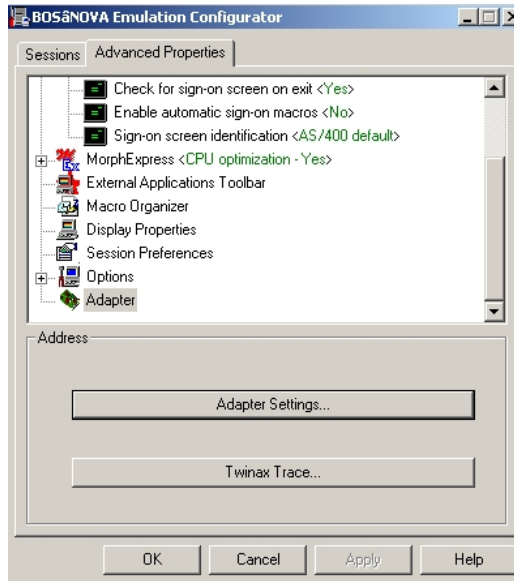 BOSâNOVA Emulation Configurator
Sessions Advanced Properties
Check for sign-on screen on exit <Yes>
Enable automatic sign-on macros <No>
Sign-on screen identification <AS/400 default>
MorphExpress <CPU optimization - Yes>
External Applications Toolbar
Macro Organizer
Display Properties
Session Preferences
Options
Adapter
Address
Adapter Settings...
Twinax Trace...
OK Cancel Apply Help